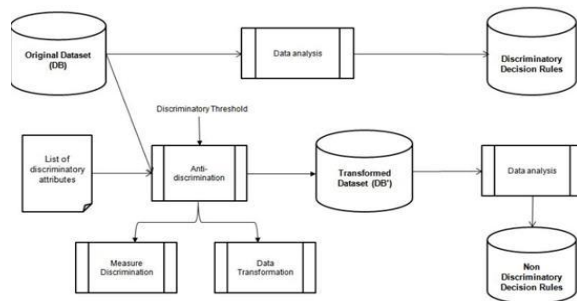 Original Dataset
(DB)
Data analysis
Discriminatory
Decision Rules
Discriminatory Threshold
List of
discriminatory
attributes
Anti-
discrimination
Transformed
Dataset (DB')
Data analysis
Measure
Discrimination
Data
Transformation
Non
Discriminatory
Decision Rules